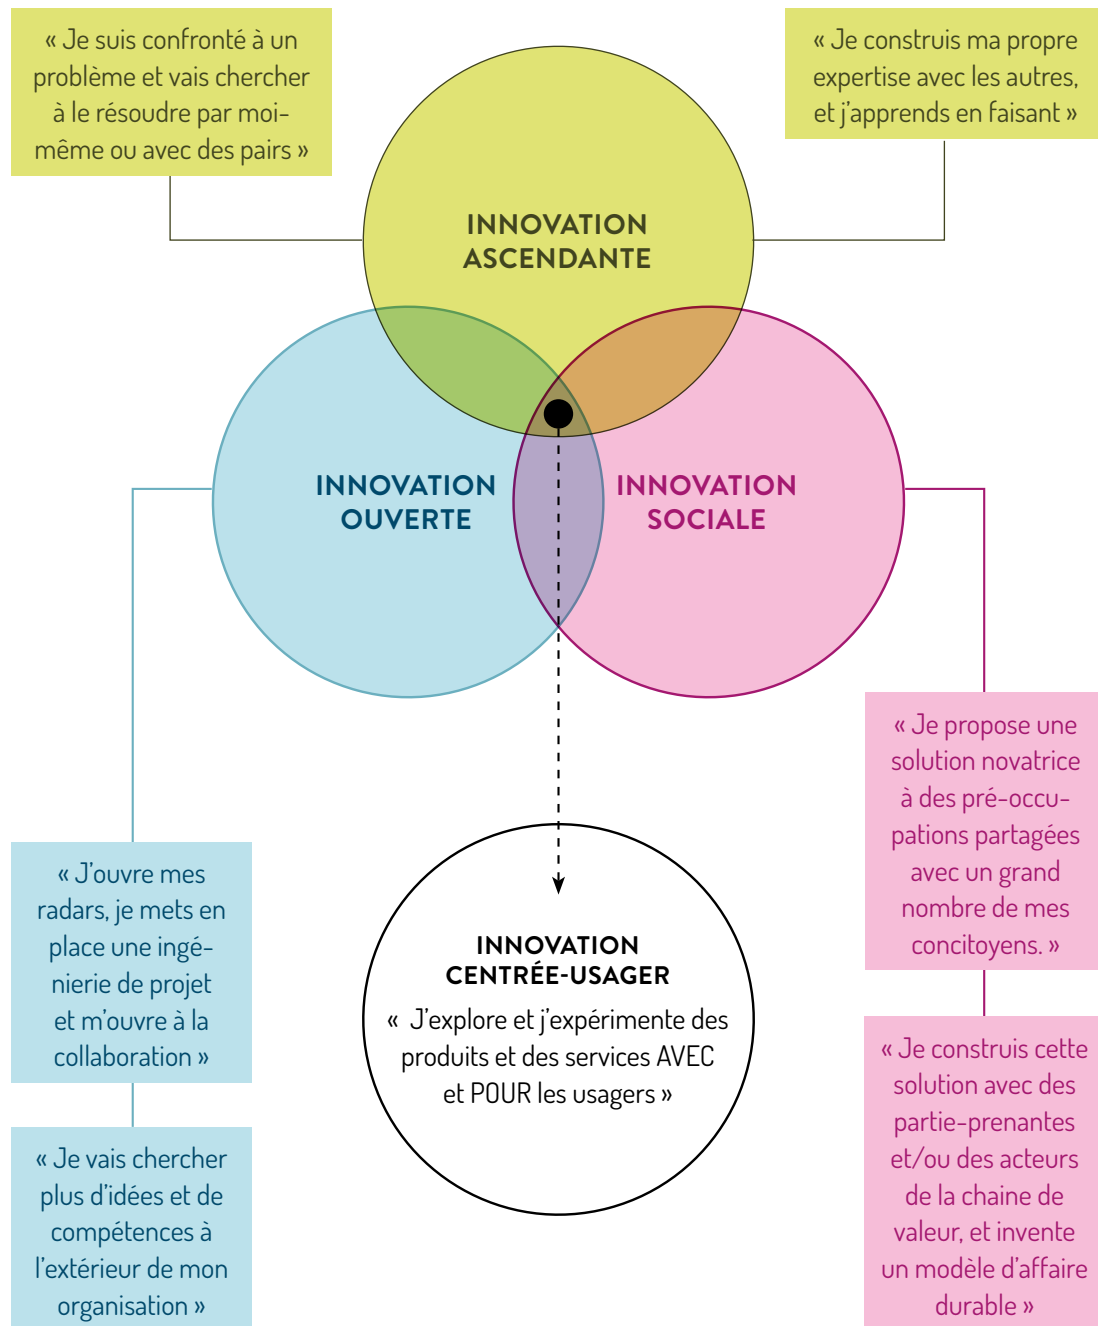 « Je suis confronté à un
problème et vais chercher
à le résoudre par moi-
même ou avec des pairs »
« Je construis ma propre
expertise avec les autres,
et j'apprends en faisant »
INNOVATION
ASCENDANTE
INNOVATION
OUVERTE
INNOVATION
SOCIALE
« J'ouvre mes
radars, je mets en
place une ingé-
nierie de projet
et m'ouvre à la
collaboration »
« Je vais chercher
plus d'idées et de
compétences à
l'extérieur de mon
organisation »
INNOVATION
CENTRÉE-USAGER
« J'explore et j'expérimente des
produits et des services AVEC
et POUR les usagers »
« Je propose une
solution novatrice
à des pré-occu-
pations partagées
avec un grand
nombre de mes
concitoyens. »
« Je construis cette
solution avec des
partie-prenantes
et/ou des acteurs
de la chaine de
valeur, et invente
un modèle d'affaire
durable »